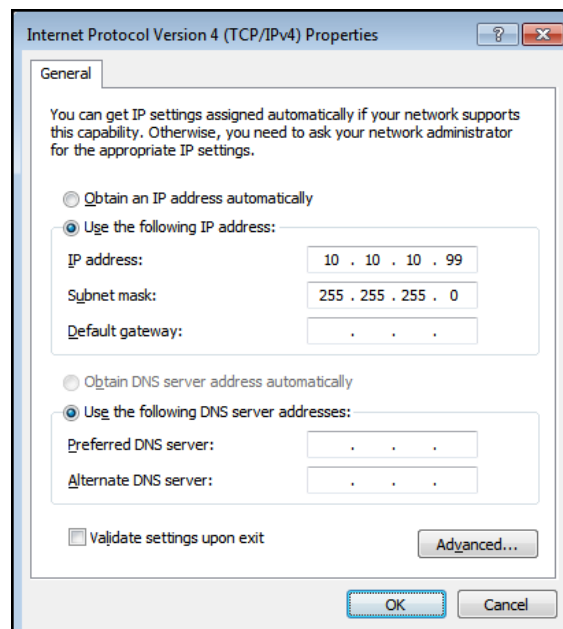 Internet Protocol Version 4 (TCP/IPv4) Properties
General
You can get IP settings assigned automatically if your network supports
this capability. Otherwise, you need to ask your network administrator
for the appropriate IP settings.
Obtain an IP address automatically
Use the following IP address:
IP address: 10 . 10 . 10 . 99
Subnet mask: 255 . 255 . 255 . 0
Default gateway: . . .
Obtain DNS server address automatically
Use the following DNS server addresses:
Preferred DNS server: . . .
Alternate DNS server: . . .
Validate settings upon exit
Advanced...
OK Cancel